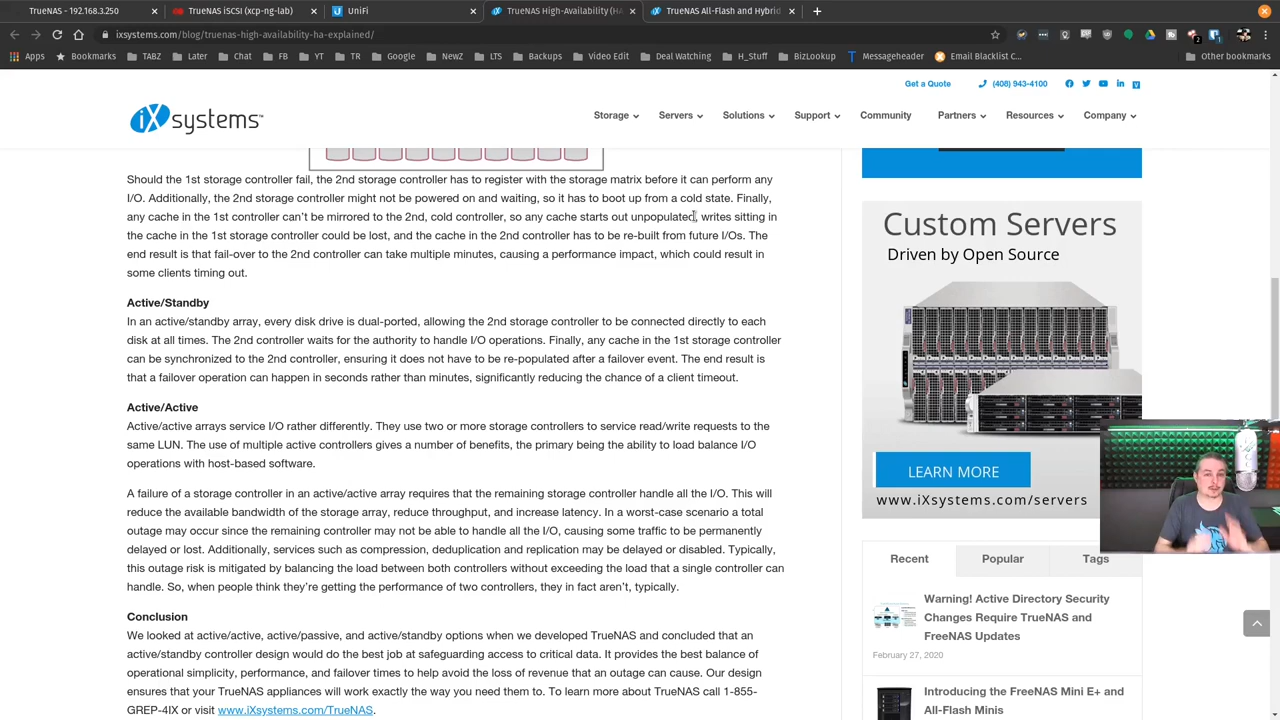 TrueNAS - 192.168.3.250
TrueNAS iSCSI (xcp-ng-lab)
UniFi
TrueNAS High-Availability (HA
TrueNAS All-Flash and Hybrid
ixsystems.com/blog/truenas-high-availability-ha-explained/
Apps
Bookmarks
TABZ
Later
Chat
FB
YT
TR
Google
NewZ
LTS
Backups
Video Edit
Deal Watching
H_Stuff
BizLookup
Messageheader
Email Blacklist C...
Other bookmarks
Get a Quote
(408) 943-4100
iXsystems
Storage
Servers
Solutions
Support
Community
Partners
Resources
Company
Should the 1st storage controller fail, the 2nd storage controller has to register with the storage matrix before it can perform any
I/O. Additionally, the 2nd storage controller might not be powered on and waiting, so it has to boot up from a cold state. Finally,
any cache in the 1st controller can't be mirrored to the 2nd, cold controller, so any cache starts out unpopulated, writes sitting in
the cache in the 1st storage controller could be lost, and the cache in the 2nd controller has to be re-built from future I/Os. The
end result is that fail-over to the 2nd controller can take multiple minutes, causing a performance impact, which could result in
some clients timing out.
Active/Standby
In an active/standby array, every disk drive is dual-ported, allowing the 2nd storage controller to be connected directly to each
disk at all times. The 2nd controller waits for the authority to handle I/O operations. Finally, any cache in the 1st storage controller
can be synchronized to the 2nd controller, ensuring it does not have to be re-populated after a failover event. The end result is
that a failover operation can happen in seconds rather than minutes, significantly reducing the chance of a client timeout.
Active/Active
Active/active arrays service I/O rather differently. They use two or more storage controllers to service read/write requests to the
same LUN. The use of multiple active controllers gives various benefits, the primary being the ability to load balance I/O
operations with host-based software.
A failure of a storage controller in an active/active array requires that the remaining storage controller handle all the I/O. This will
reduce the available bandwidth of the storage array, reduce throughput, and increase latency. In a worst-case scenario a total
outage may occur since the remaining controller may not be able to handle all the I/O, causing some traffic to be permanently
delayed or lost. Additionally, services such as compression, deduplication and replication may be delayed or disabled. Typically,
this outage risk is mitigated by balancing the load between both controllers without exceeding the load that a single controller can
handle. So, when people think they're getting the performance of two controllers, they in fact aren't, typically.
Conclusion
We looked at active/active, active/passive, and active/standby options when we developed TrueNAS and concluded that an
active/standby controller design would do the best job at safeguarding access to critical data. It provides the best balance of
operational simplicity, performance, and failover times to help avoid the loss of revenue that an outage can cause. Our design
ensures that your TrueNAS appliances will work exactly the way you need them to. To learn more about TrueNAS call 1-855-
GREP-4IX or visit www.iXsystems.com/TrueNAS.
Custom Servers
Driven by Open Source
LEARN MORE
www.iXsystems.com/servers
Recent
Popular
Tags
Warning! Active Directory Security
Changes Require TrueNAS and
FreeNAS Updates
February 27, 2020
Introducing the FreeNAS Mini E+ and
All-Flash Minis